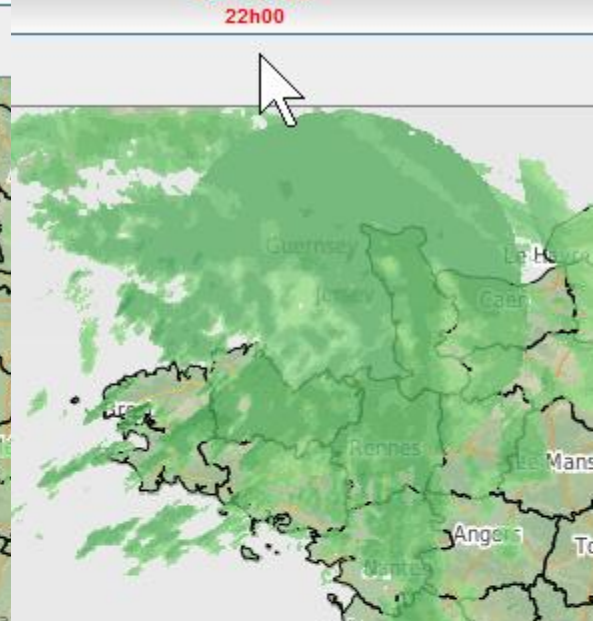 22h00
Guernsey
Le Havre
Jersey
Caen
Rennes
Le Mans
Angers
Nantes